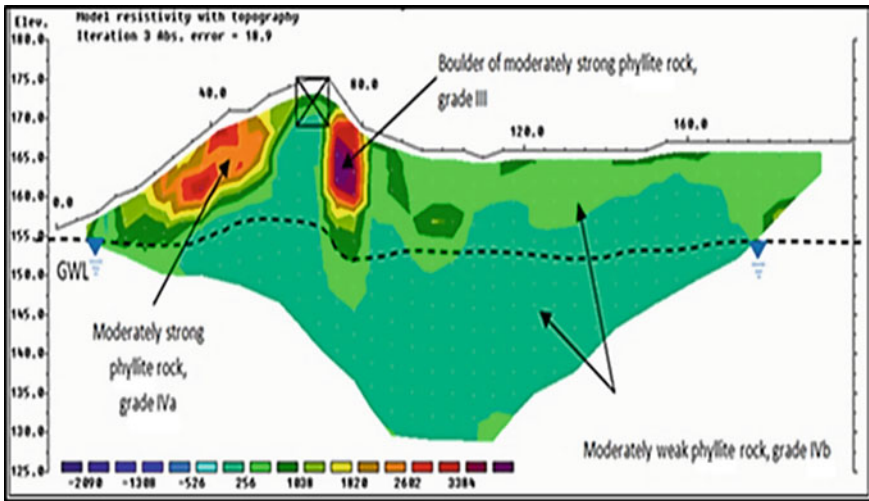 Elev. Model resistivity with topography
Iteration 3 Abs. error = 18.9
180.0
175.0
170.0
165.0
160.0
155.0
150.0
145.0
140.0
135.0
130.0
125.0
0.0
40.0
80.0
120.0
160.0
Boulder of moderately strong phyllite rock,
grade III
GWL
Moderately strong
phyllite rock,
grade IVa
Moderately weak phyllite rock, grade IVb
-2090 -1308 -526 256 1038 1820 2602 3384